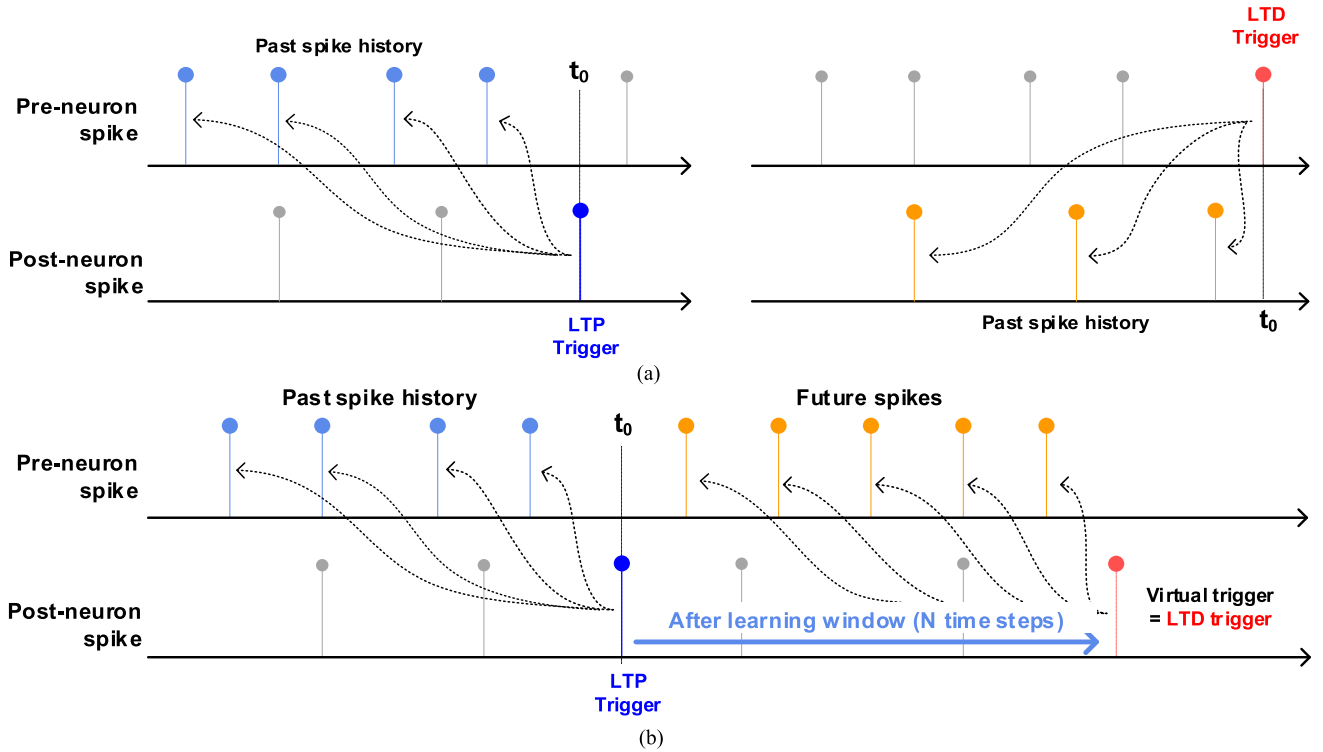 LTD
Trigger
Past spike history
t0
Pre-neuron
spike
Post-neuron
spike
LTP
Trigger
Past spike history
t0
(a)
Past spike history
Future spikes
t0
Pre-neuron
spike
Post-neuron
spike
After learning window (N time steps)
Virtual trigger
= LTD trigger
LTP
Trigger
(b)